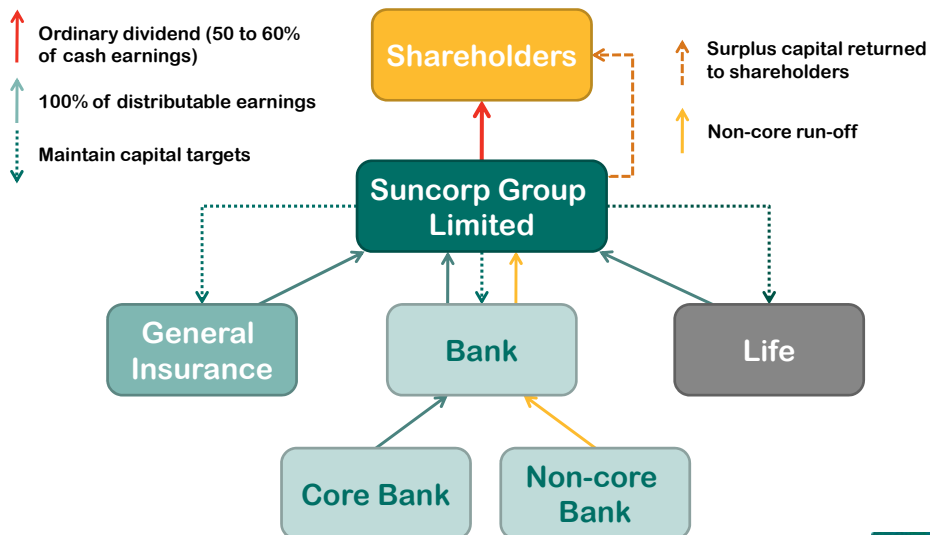 Ordinary dividend (50 to 60%
of cash earnings)
100% of distributable earnings
Maintain capital targets
Shareholders
Surplus capital returned
to shareholders
Non-core run-off
Suncorp Group
Limited
General
Insurance
Bank
Life
Core Bank
Non-core
Bank